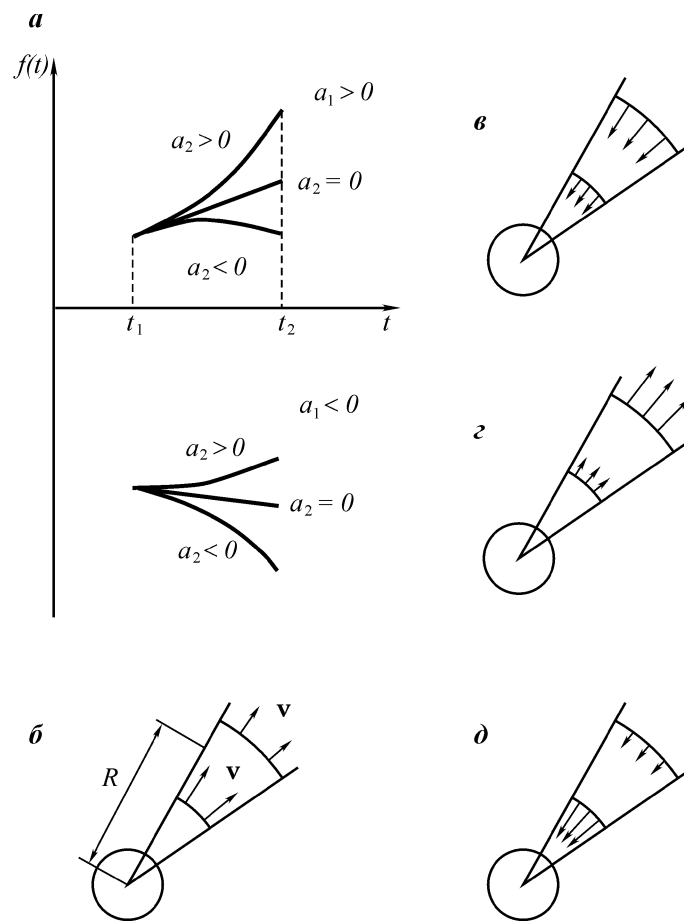 а
f(t)
a₁ > 0
a₂ > 0
a₂ = 0
a₂ < 0
t₁
t₂
t
a₁ < 0
a₂ > 0
a₂ = 0
a₂ < 0
в
г
б
R
v
v
д